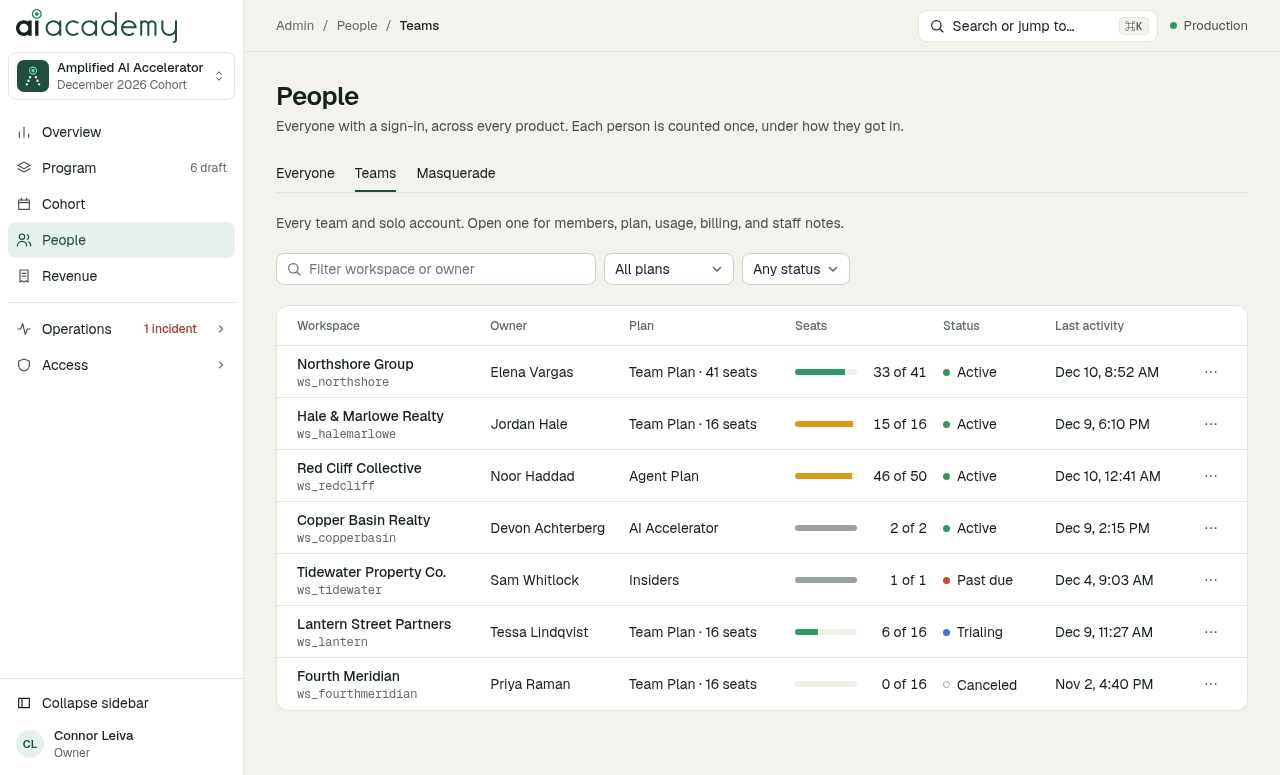 ai academy
Amplified AI Accelerator
December 2026 Cohort
Overview
Program 6 draft
Cohort
People
Revenue
Operations 1 incident
Access
Collapse sidebar
CL
Connor Leiva
Owner
Admin / People / Teams
Search or jump to… ⌘K
Production
People
Everyone with a sign-in, across every product. Each person is counted once, under how they got in.
Everyone Teams Masquerade
Every team and solo account. Open one for members, plan, usage, billing, and staff notes.
Filter workspace or owner All plans Any status
Workspace Owner Plan Seats Status Last activity
Northshore Group
ws_northshore
Elena Vargas Team Plan · 41 seats 33 of 41 Active Dec 10, 8:52 AM ···
Hale & Marlowe Realty
ws_halemarlowe
Jordan Hale Team Plan · 16 seats 15 of 16 Active Dec 9, 6:10 PM ···
Red Cliff Collective
ws_redcliff
Noor Haddad Agent Plan 46 of 50 Active Dec 10, 12:41 AM ···
Copper Basin Realty
ws_copperbasin
Devon Achterberg AI Accelerator 2 of 2 Active Dec 9, 2:15 PM ···
Tidewater Property Co.
ws_tidewater
Sam Whitlock Insiders 1 of 1 Past due Dec 4, 9:03 AM ···
Lantern Street Partners
ws_lantern
Tessa Lindqvist Team Plan · 16 seats 6 of 16 Trialing Dec 9, 11:27 AM ···
Fourth Meridian
ws_fourthmeridian
Priya Raman Team Plan · 16 seats 0 of 16 Canceled Nov 2, 4:40 PM ···